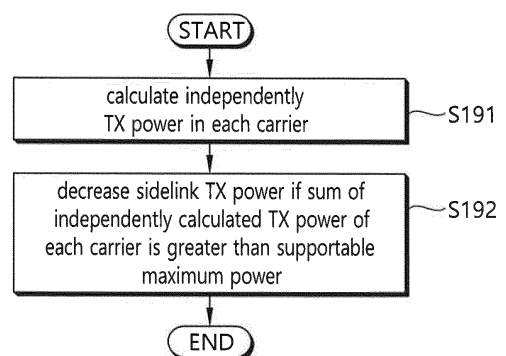 START
calculate independently
TX power in each carrier
S191
decrease sidelink TX power if sum of
independently calculated TX power of
each carrier is greater than supportable
maximum power
S192
END